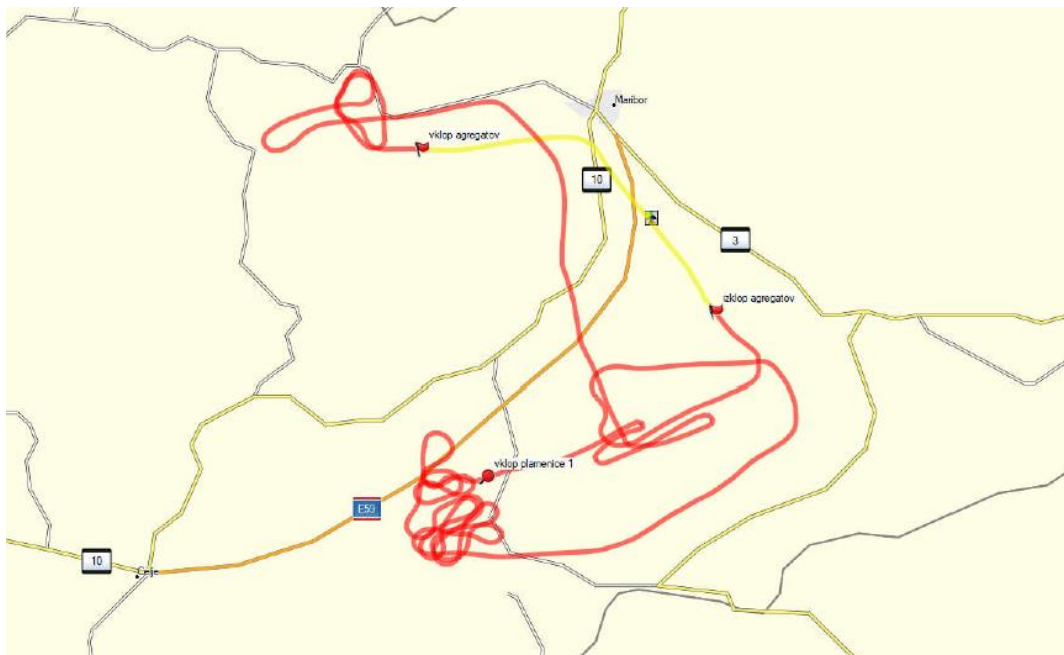 Maribor
vklop agregatov
10
3
izklop agregatov
vklop plamenice 1
E59
10
Celje